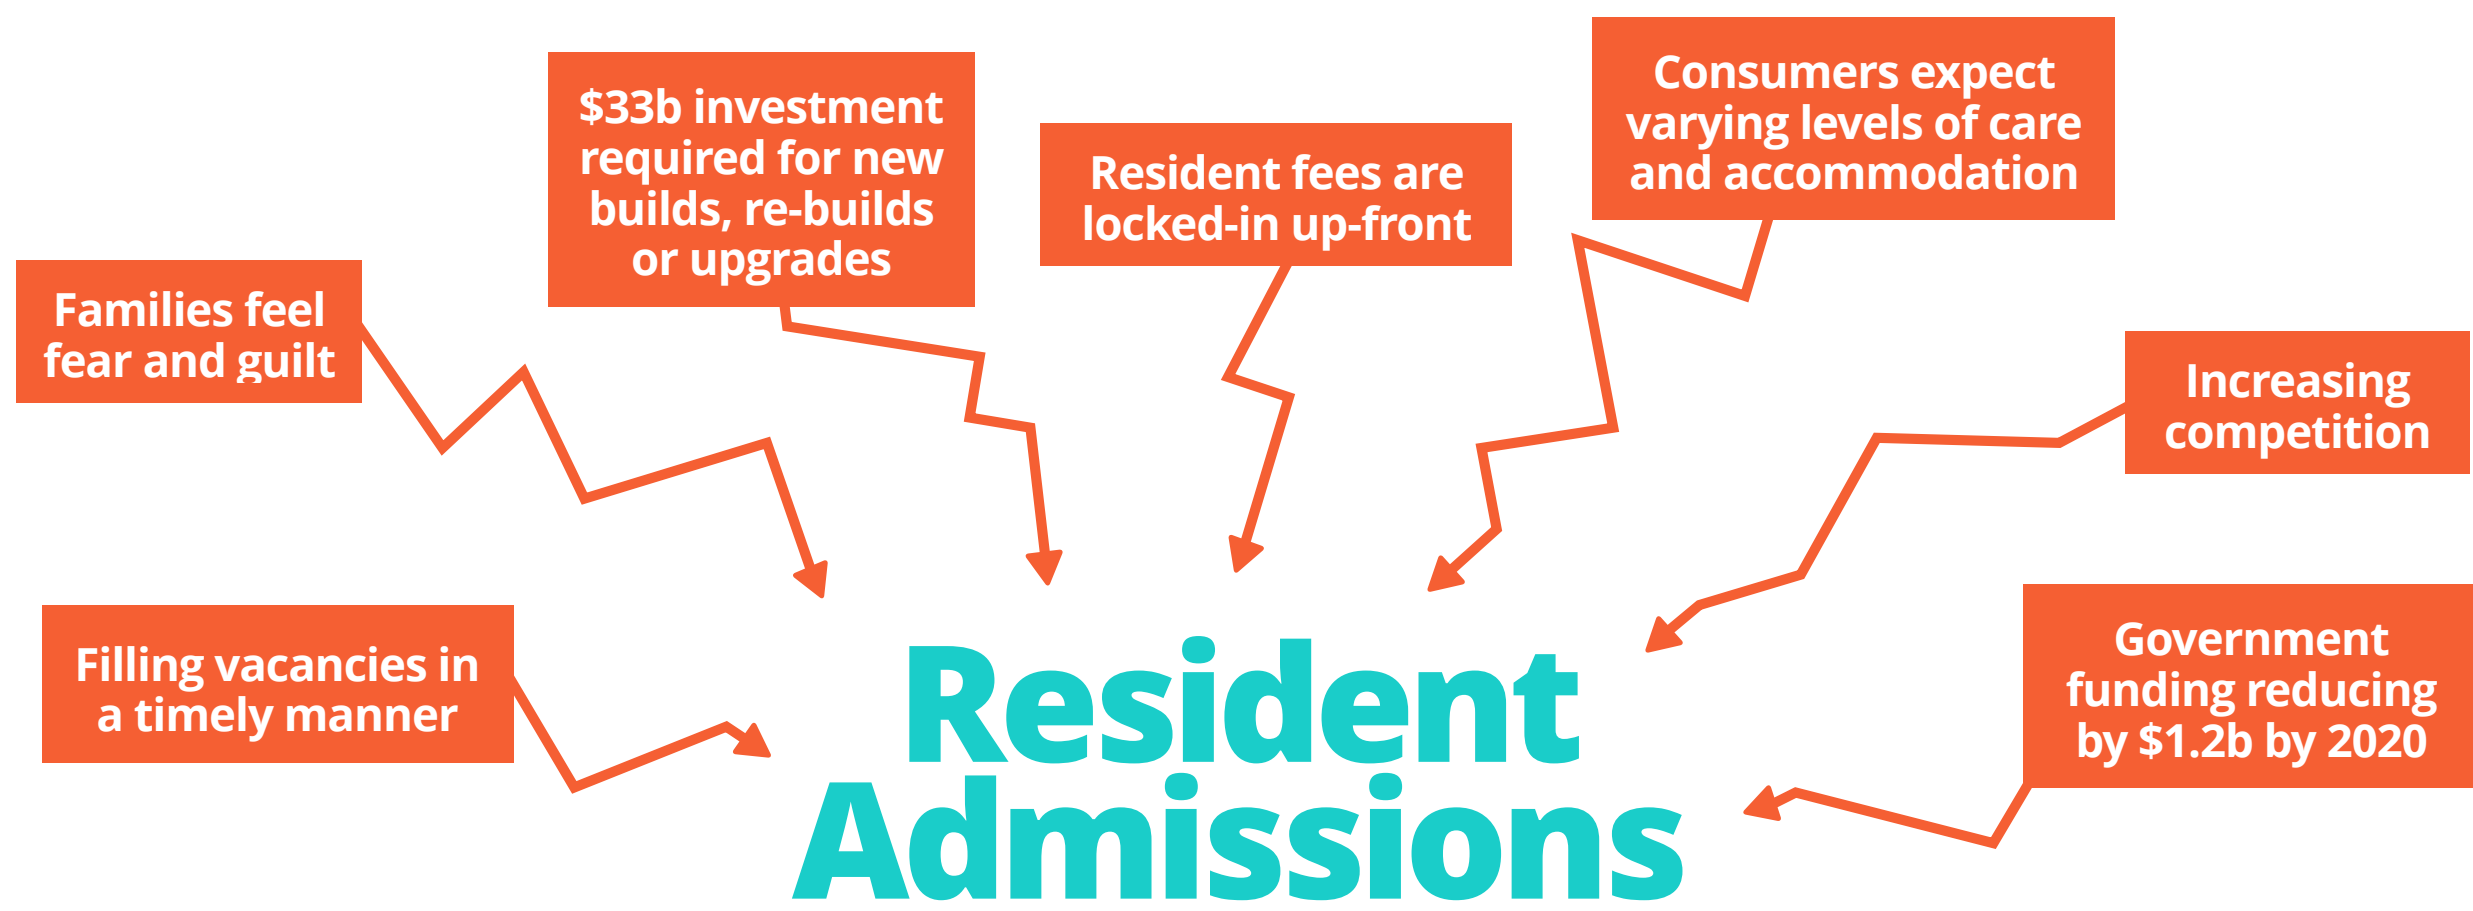 Families feel
fear and guilt
$33b investment
required for new
builds, re-builds
or upgrades
Resident fees are
locked-in up-front
Consumers expect
varying levels of care
and accommodation
Increasing
competition
Filling vacancies in
a timely manner
Government
funding reducing
by $1.2b by 2020
Resident
Admissions